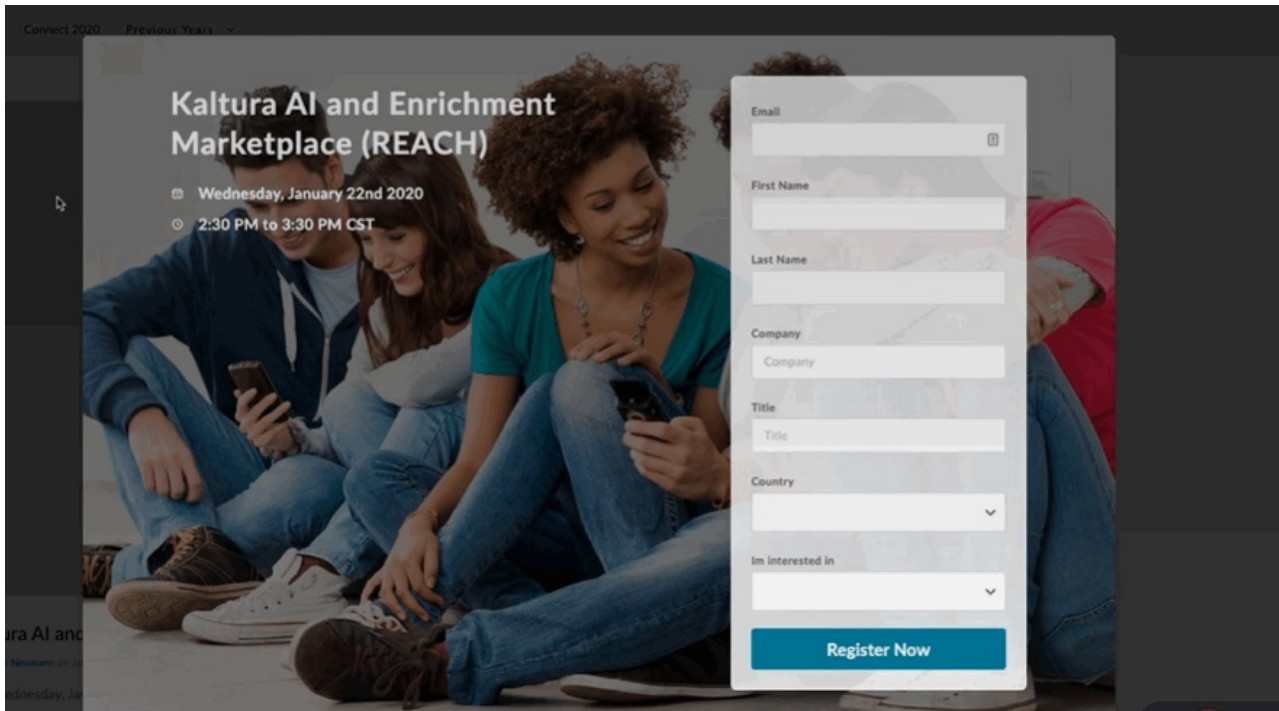 Connect 2020 Previous Years
Kaltura AI and Enrichment
Marketplace (REACH)
Wednesday, January 22nd 2020
2:30 PM to 3:30 PM CST
Email
First Name
Last Name
Company
Company
Title
Title
Country
Im interested in
Register Now
ura AI and
Neumann on
ednesday, Ja